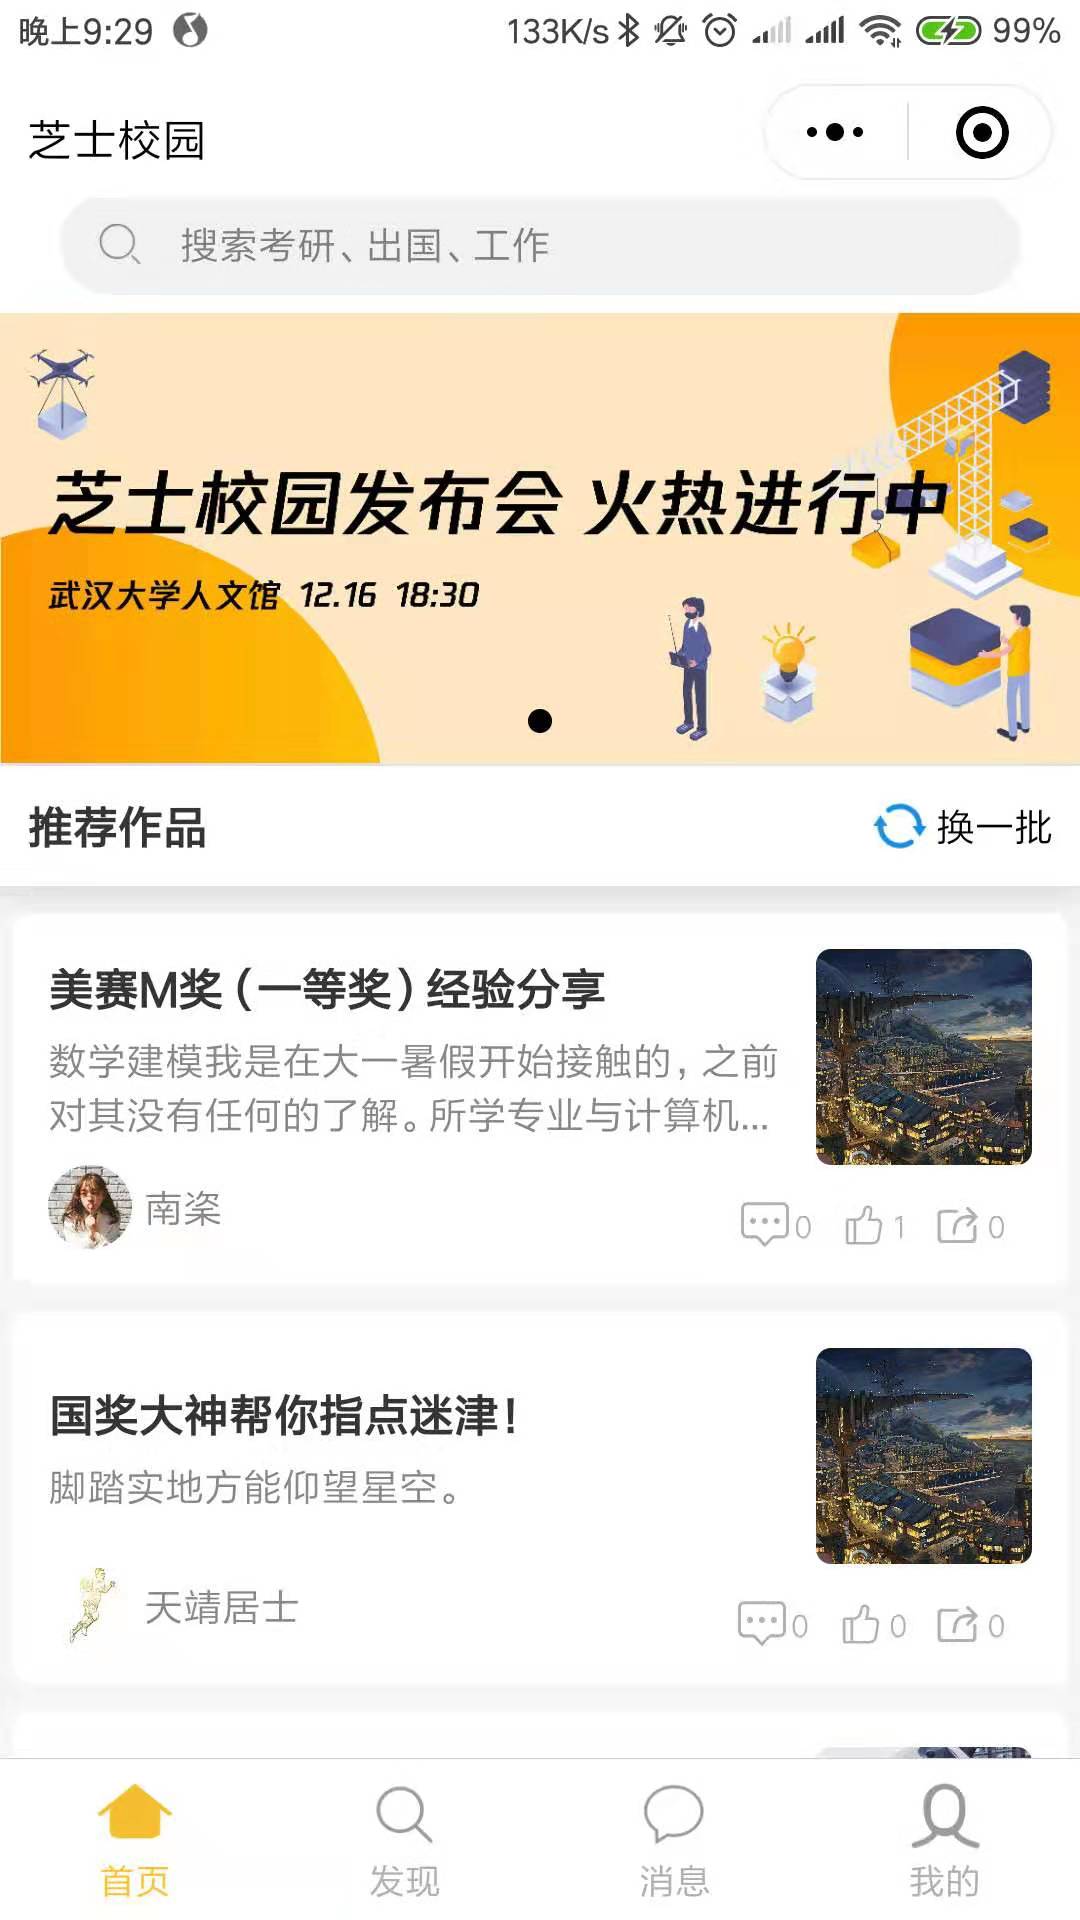 晚上9:29 133K/s 99%
芝士校园
搜索考研、出国、工作
芝士校园发布会 火热进行中
武汉大学人文馆 12.16 18:30
推荐作品 换一批
美赛M奖（一等奖）经验分享
数学建模我是在大一暑假开始接触的，之前
对其没有任何的了解。所学专业与计算机...
南栥 0 1 0
国奖大神帮你指点迷津！
脚踏实地方能仰望星空。
天靖居士 0 0 0
首页 发现 消息 我的